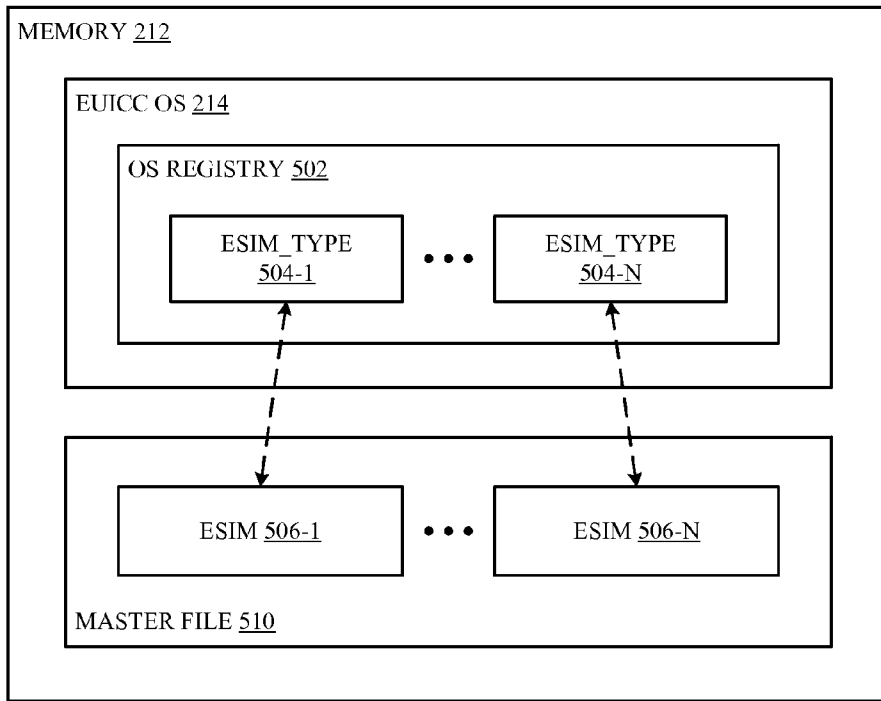 MEMORY 212
EUICC OS 214
OS REGISTRY 502
ESIM_TYPE
504-1
•••
ESIM_TYPE
504-N
ESIM 506-1
•••
ESIM 506-N
MASTER FILE 510